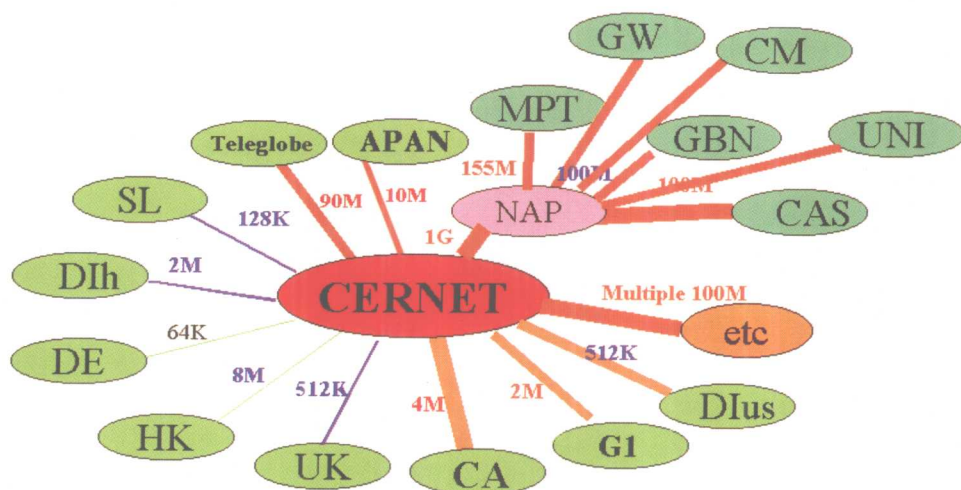 GW
CM
MPT
GBN
UNI
Teleglobe
APAN
155M
100M
100M
SL
90M
10M
NAP
CAS
128K
1G
DIh
2M
CERNET
Multiple 100M
etc
DE
64K
512K
8M
512K
4M
2M
DIus
HK
UK
CA
G1